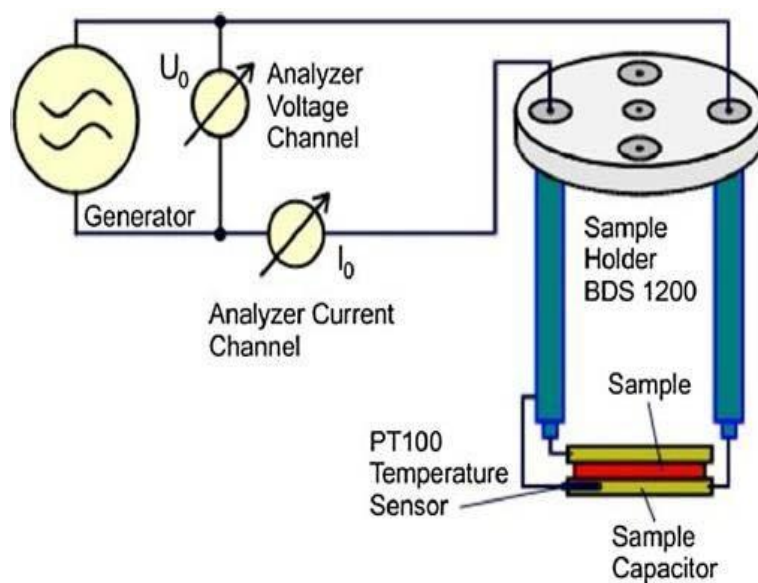 U0
Analyzer
Voltage
Channel
Generator
I0
Analyzer Current
Channel
Sample
Holder
BDS 1200
Sample
PT100
Temperature
Sensor
Sample
Capacitor